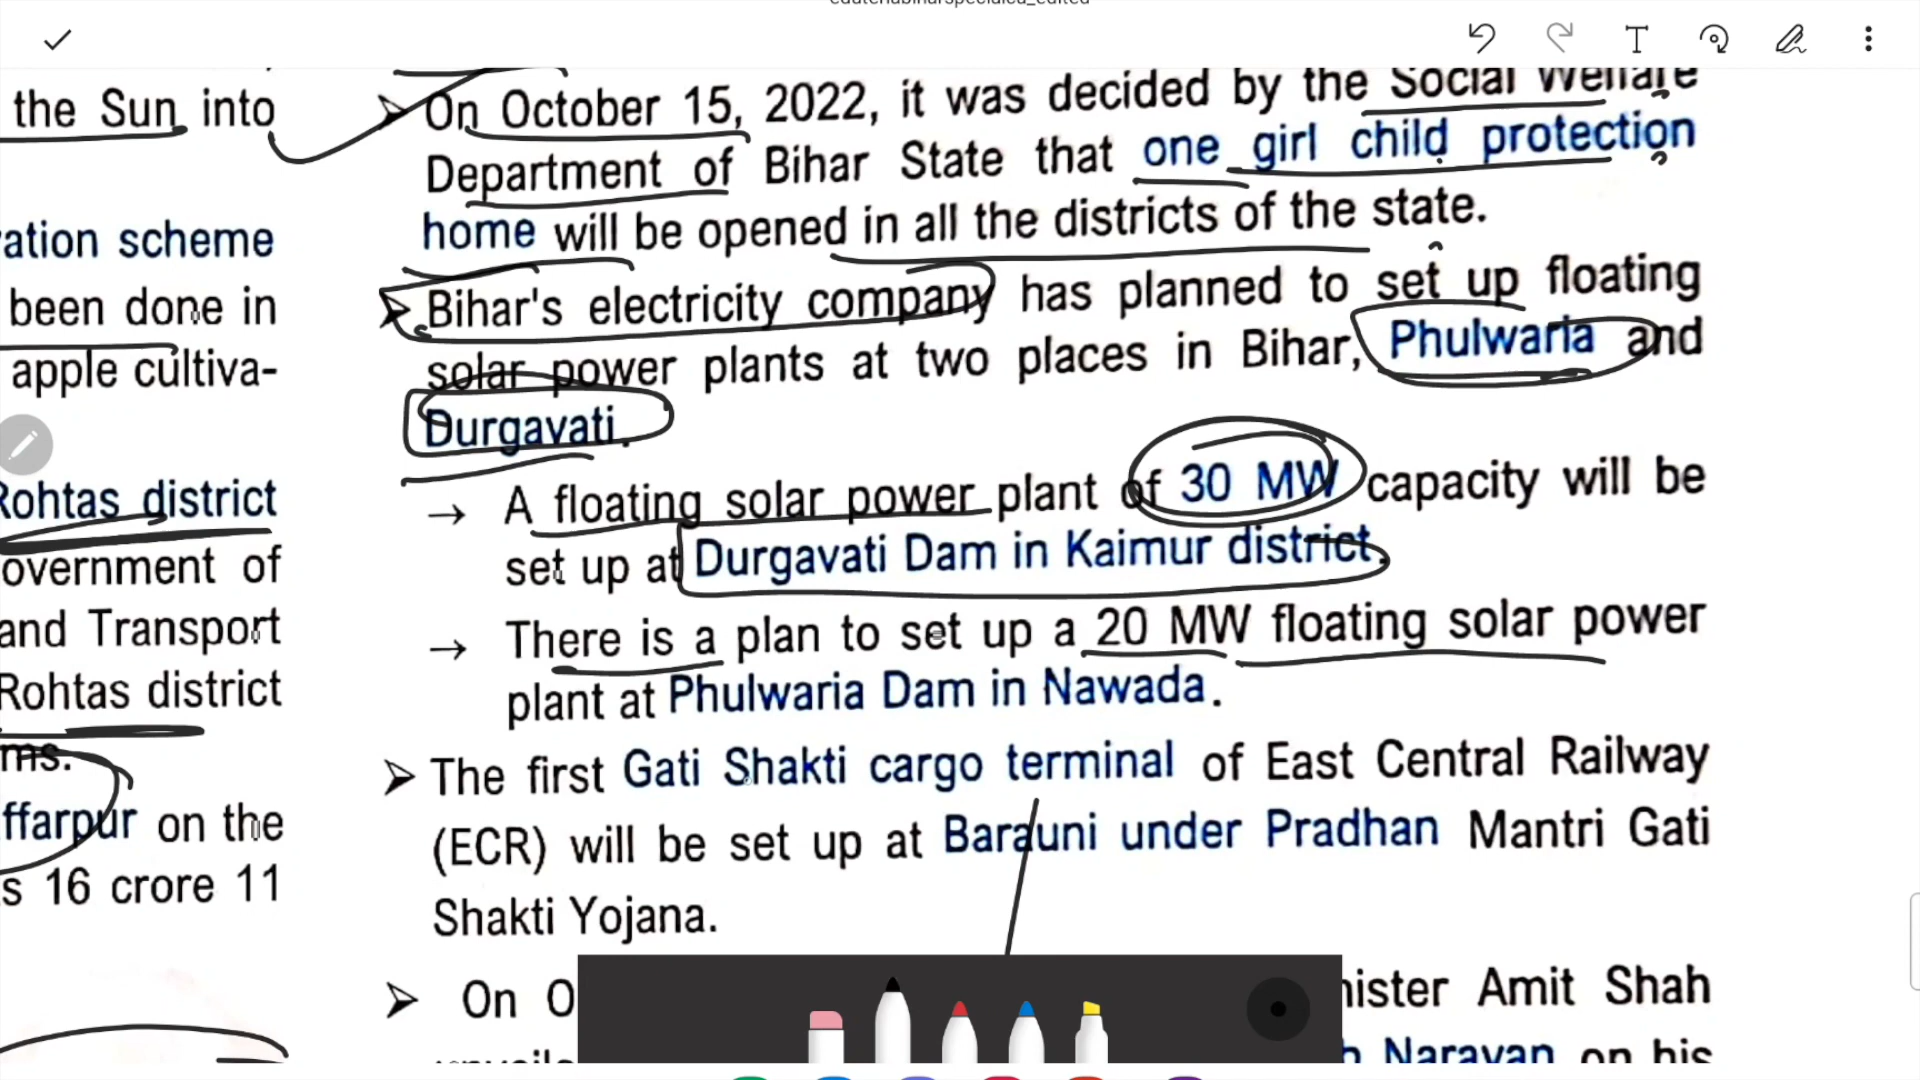 eduteriabiharspecialca_edited
the Sun into
ation scheme
been done in
apple cultiva-
Rohtas district
overnment of
and Transport
Rohtas district
ms.
ffarpur on the
s 16 crore 11
On October 15, 2022, it was decided by the Social Welfare
Department of Bihar State that one girl child protection
home will be opened in all the districts of the state.
Bihar's electricity company has planned to set up floating
solar power plants at two places in Bihar, Phulwaria and
Durgavati.
→ A floating solar power plant of 30 MW capacity will be
set up at Durgavati Dam in Kaimur district.
→ There is a plan to set up a 20 MW floating solar power
plant at Phulwaria Dam in Nawada.
The first Gati Shakti cargo terminal of East Central Railway
(ECR) will be set up at Barauni under Pradhan Mantri Gati
Shakti Yojana.
On O
nister Amit Shah
Narayan on his